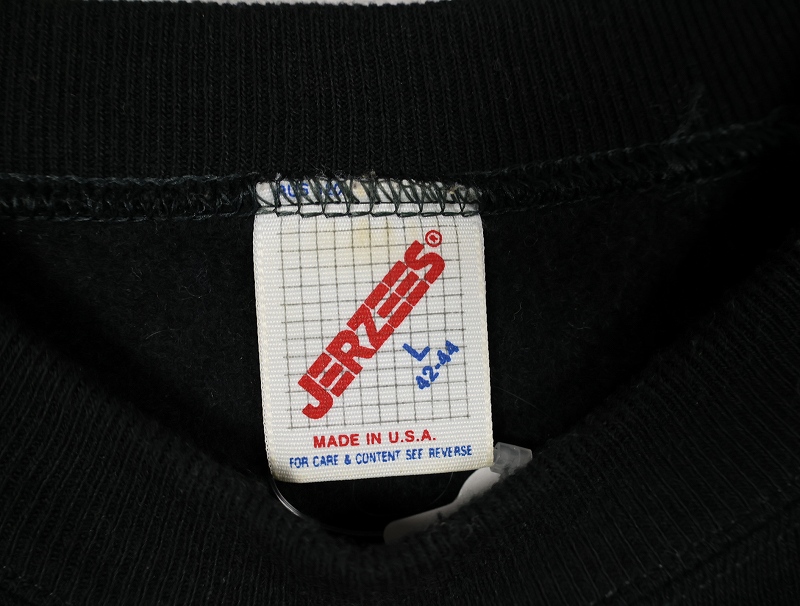 JERZEES®
L
42-44
MADE IN U.S.A.
FOR CARE & CONTENT SEE REVERSE